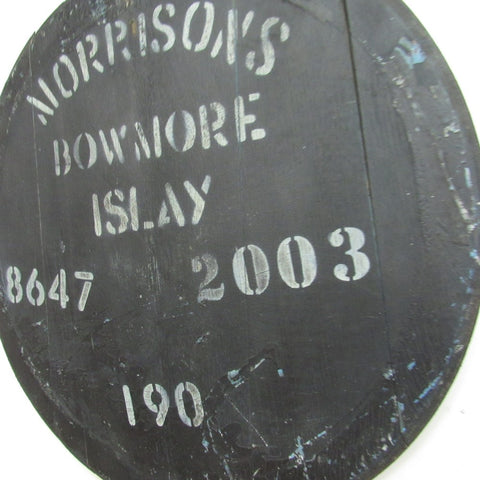 MORRISON'S
BOWMORE
ISLAY
8647 2003
190